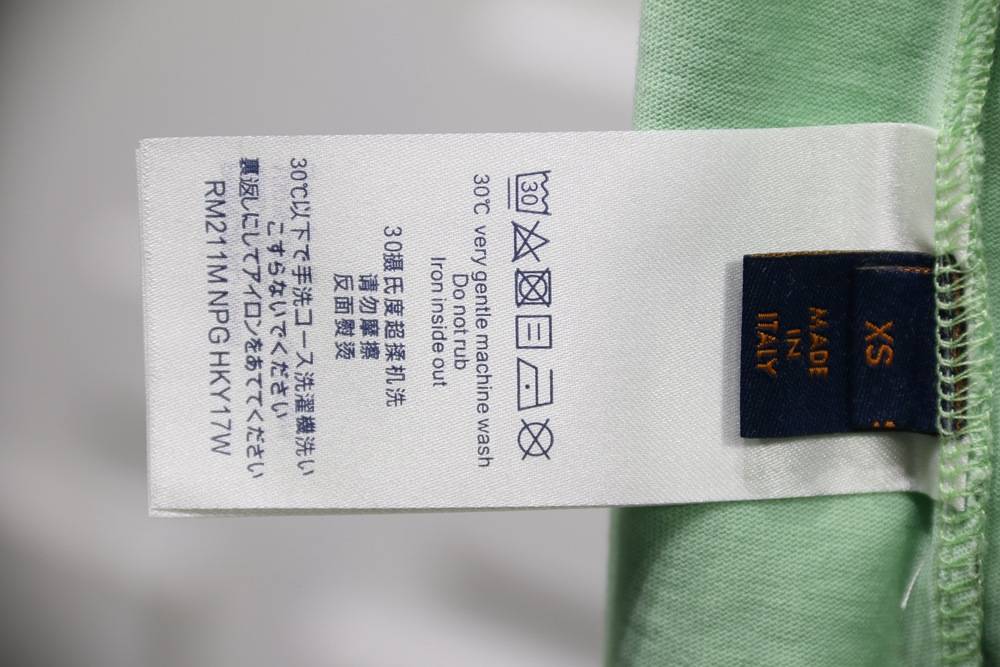 30
30℃ very gentle machine wash
Do not rub
Iron inside out
30摄氏度超揉机洗
请勿摩擦
反面熨烫
30℃以下で手洗コース洗濯機洗い
こすらないでください
裏返しにしてアイロンをあててください
RM211M NPG HKY17W
XS
MADE
IN
ITALY